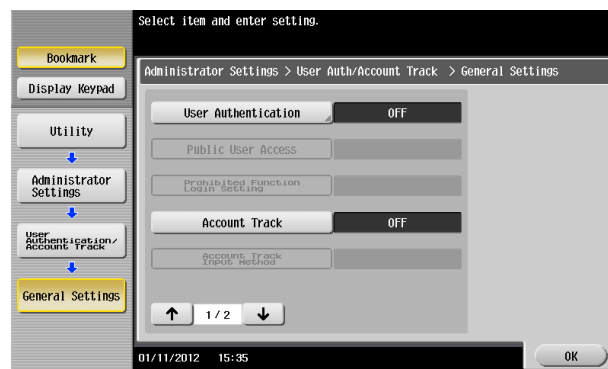 Select item and enter setting.
Bookmark
Display Keypad
Utility
Administrator
Settings
User
Authentication/
Account Track
General Settings
Administrator Settings > User Auth/Account Track > General Settings
User Authentication OFF
Public User Access
Prohibited Function
Login Setting
Account Track OFF
Account Track
Input Method
↑ 1/2 ↓
01/11/2012 15:35
OK